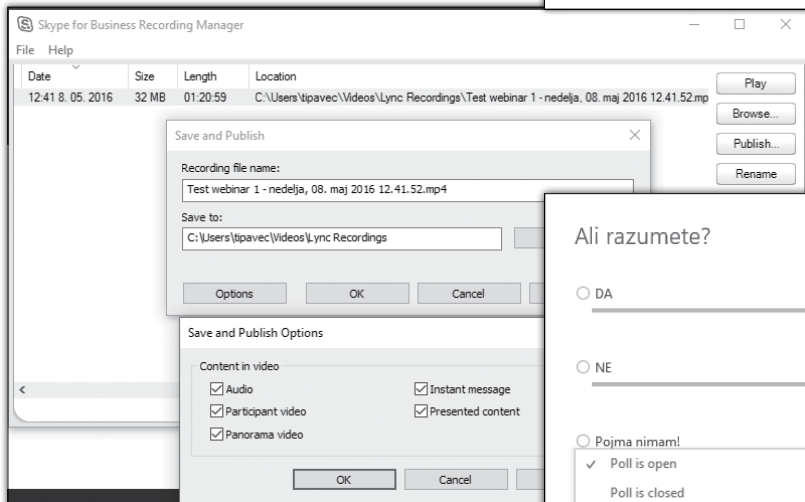 Skype for Business Recording Manager
File Help
Date Size Length Location
12:41 8. 05. 2016 32 MB 01:20:59 C:\Users\tipavec\Videos\Lync Recordings\Test webinar 1 - nedelja, 08. maj 2016 12.41.52.mp
Play
Browse...
Publish...
Rename
Save and Publish
Recording file name:
Test webinar 1 - nedelja, 08. maj 2016 12.41.52.mp4
Save to:
C:\Users\tipavec\Videos\Lync Recordings
Options OK Cancel
Save and Publish Options
Content in video
Audio Instant message
Participant video Presented content
Panorama video
OK Cancel
Ali razumete?
DA
NE
Pojma nimam!
Poll is open
Poll is closed